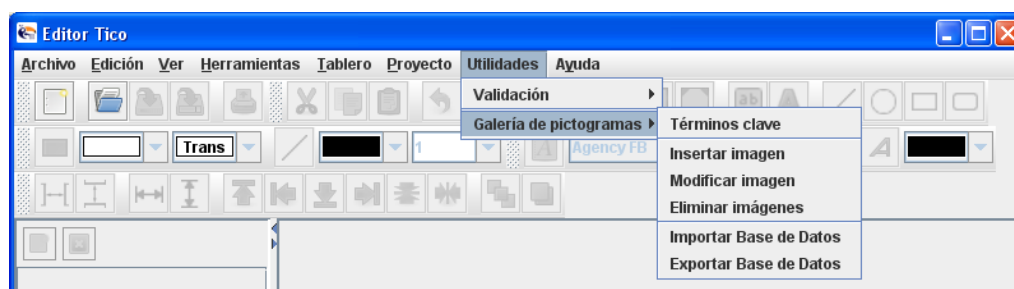 Editor Tico
Archivo Edición Ver Herramientas Tablero Proyecto Utilidades Ayuda
Validación
Galería de pictogramas Términos clave
Trans 1 A Agency FB A
Insertar imagen
Modificar imagen
Eliminar imágenes
Importar Base de Datos
Exportar Base de Datos
ab A